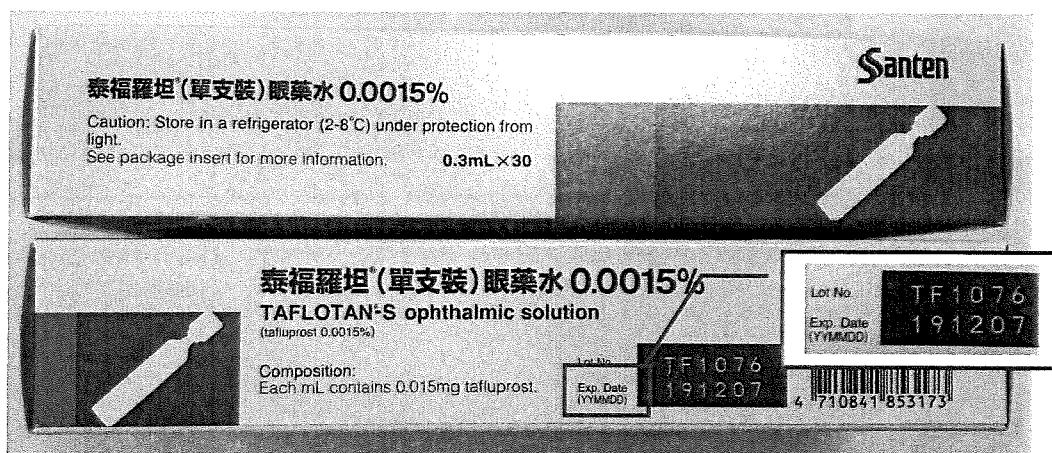 Santen
泰福羅坦®(單支裝)眼藥水 0.0015%
Caution: Store in a refrigerator (2-8°C) under protection from
light.
See package insert for more information. 0.3mL×30
泰福羅坦®(單支裝)眼藥水 0.0015%
TAFLOTAN®-S ophthalmic solution
(tafluprost 0.0015%)
Composition:
Each mL contains 0.015mg tafluprost.
Lot No. TF1076
Exp. Date 191207
(YYMMDD)
4 710841 853173
Lot No TF1076
Exp. Date 191207
(YYMMDD)